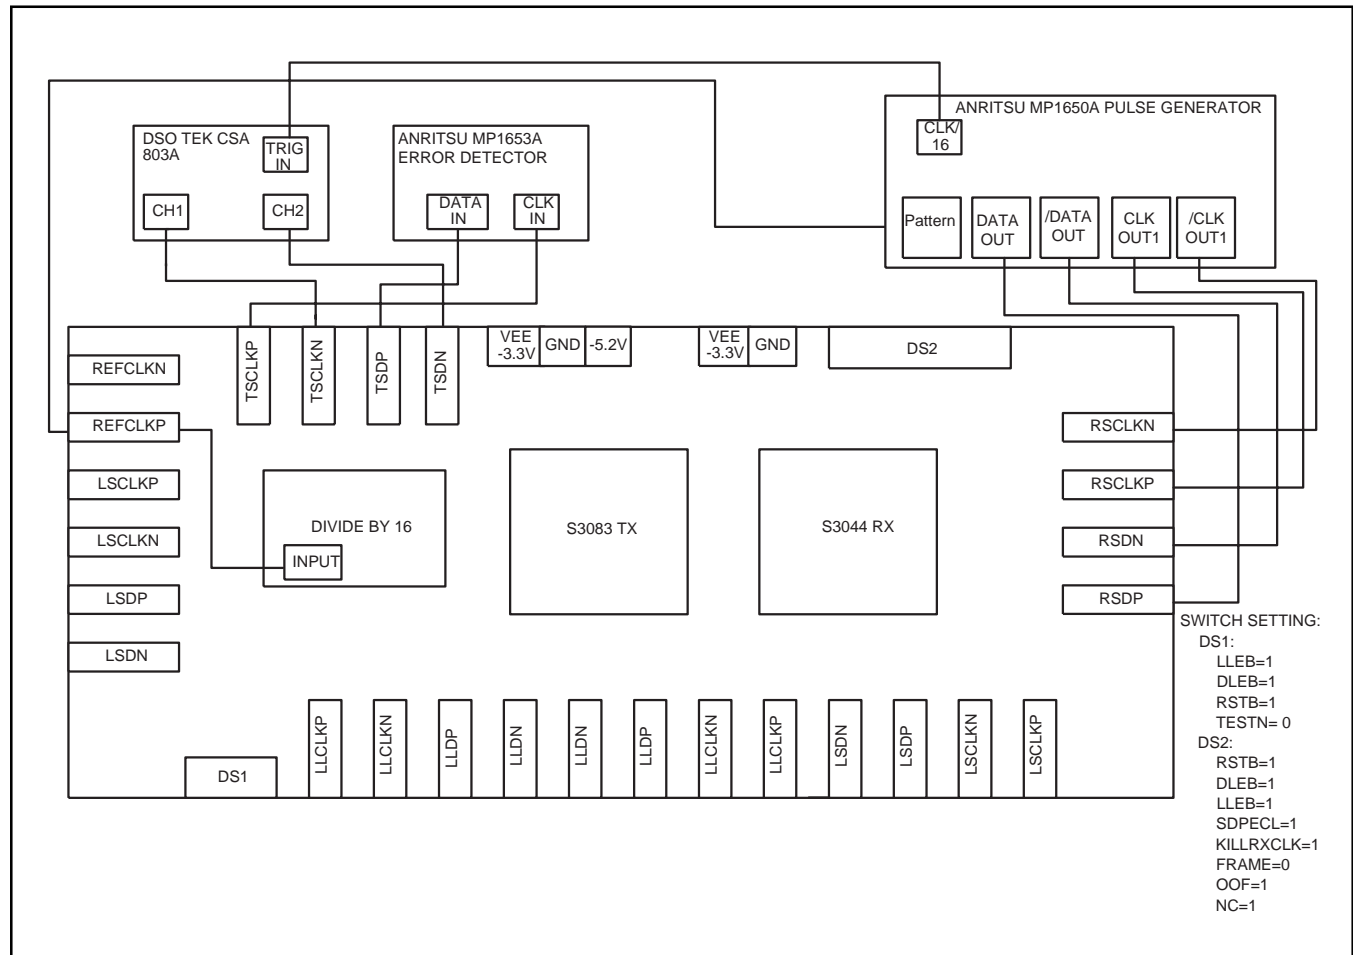 ANRITSU MP1650A PULSE GENERATOR
CLK/
16
Pattern
DATA
OUT
/DATA
OUT
CLK
OUT1
/CLK
OUT1
DSO TEK CSA
803A
TRIG
IN
CH1
CH2
ANRITSU MP1653A
ERROR DETECTOR
DATA
IN
CLK
IN
TSCLKP
TSCLKN
TSDP
TSDN
VEE
-3.3V
GND
-5.2V
VEE
-3.3V
GND
DS2
REFCLKN
REFCLKP
LSCLKP
LSCLKN
LSDP
LSDN
DIVIDE BY 16
INPUT
S3083 TX
S3044 RX
RSCLKN
RSCLKP
RSDN
RSDP
DS1
LLCLKP
LLCLKN
LLDP
LLDN
LLDN
LLDP
LLCLKN
LLCLKP
LSDN
LSDP
LSCLKN
LSCLKP
SWITCH SETTING:
DS1:
LLEB=1
DLEB=1
RSTB=1
TESTN= 0
DS2:
RSTB=1
DLEB=1
LLEB=1
SDPECL=1
KILLRXCLK=1
FRAME=0
OOF=1
NC=1